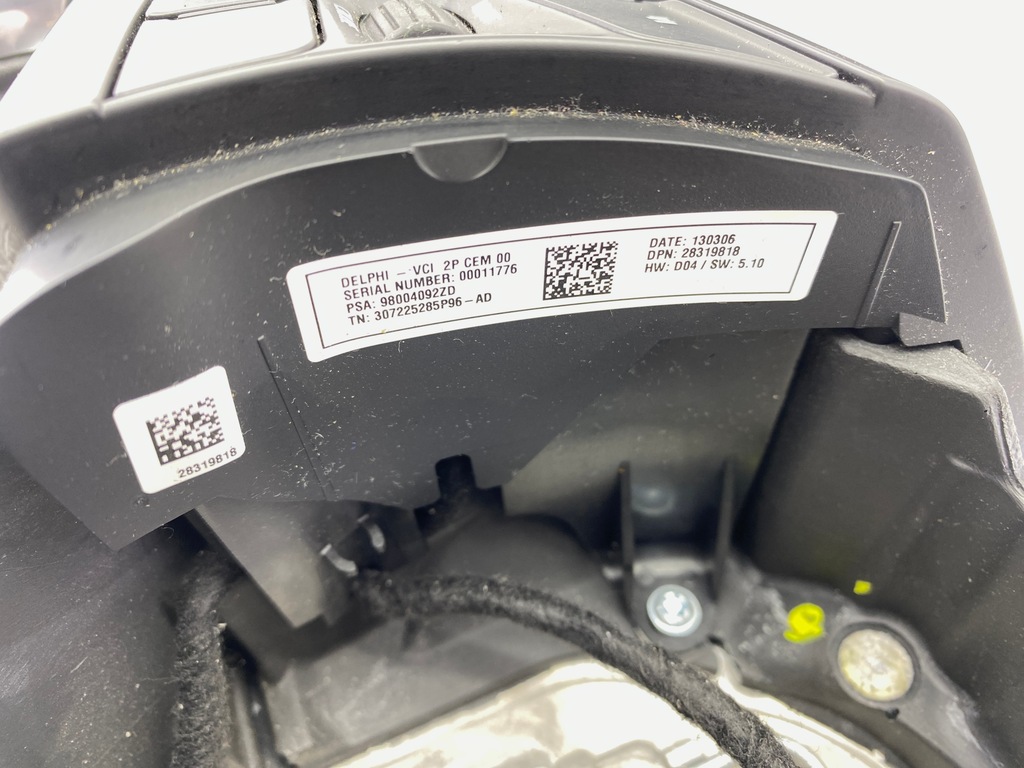 DELPHI - VCI 2P CEM 00
SERIAL NUMBER: 00011776
PSA: 98004092ZD
TN: 307225285P96-AD
DATE: 130306
DPN: 28319818
HW: D04 / SW: 5.10
28319818